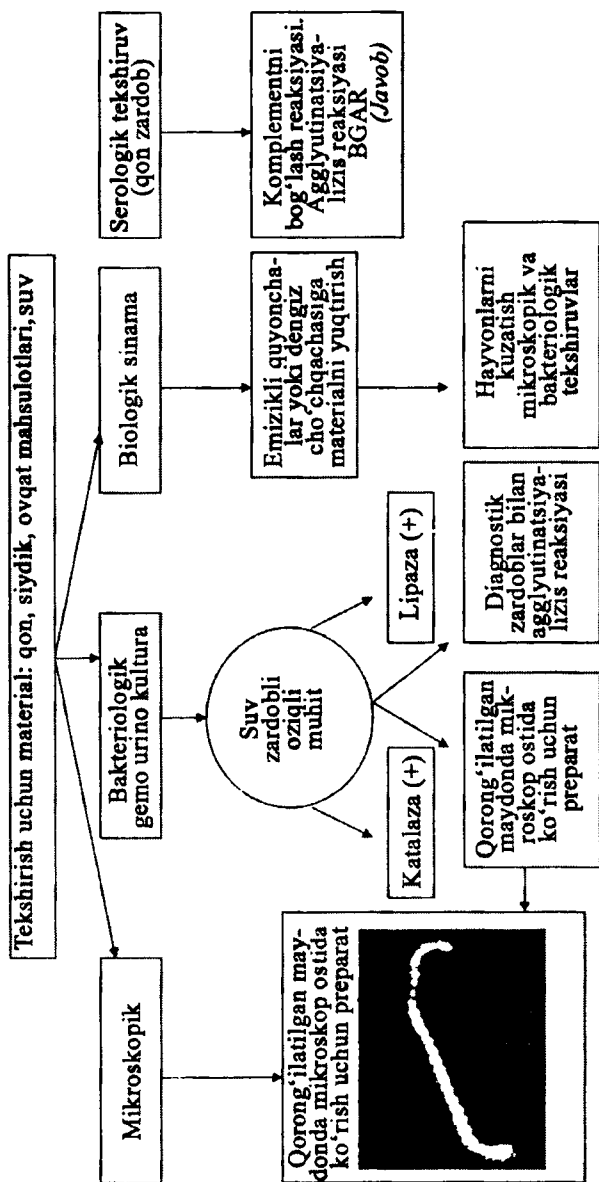 Tekshirish uchun material: qon, siydik, ovqat mahsulotlari, suv
Mikroskopik
Bakteriologik
gemo urino kultura
Biologik sinama
Serologik tekshiruv
(qon zardob)
Qorong‘ilatilgan may-
donda mikroskop ostida
ko‘rish uchun preparat
Suv
zardobli
oziqli
muhit
Emizikli quyoncha-
lar yoki dengiz
cho‘chqachasiga
materialni yuqtirish
Komplementni
bog‘lash reaksiyasi.
Agglyutinatsiya-
lizis reaksiyasi
BGAR
(Javob)
Katalaza (+)
Lipaza (+)
Qorong‘ilatilgan
maydonda mik-
roskop ostida
ko‘rish uchun
preparat
Diagnostik
zardoblar bilan
agglyutinatsiya-
lizis reaksiyasi
Hayvonlarni
kuzatish
mikroskopik va
bakteriologik
tekshiruvlar